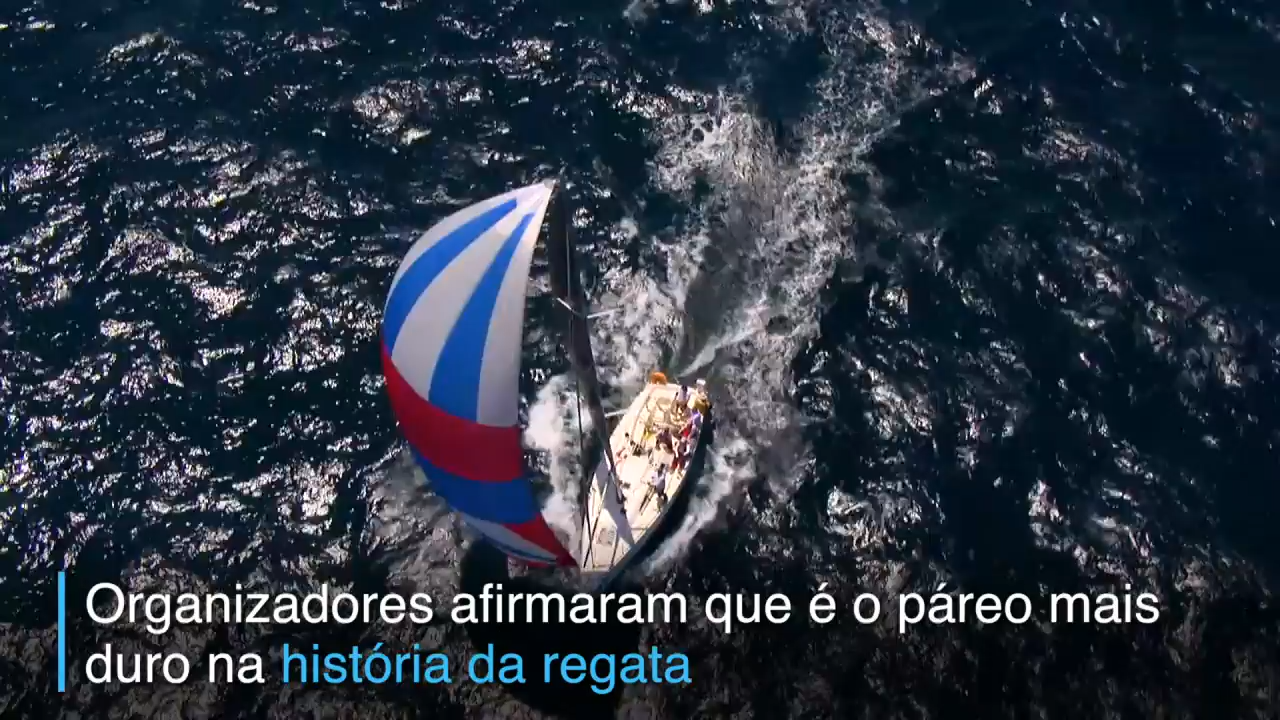 Organizadores afirmaram que é o páreo mais
duro na história da regata